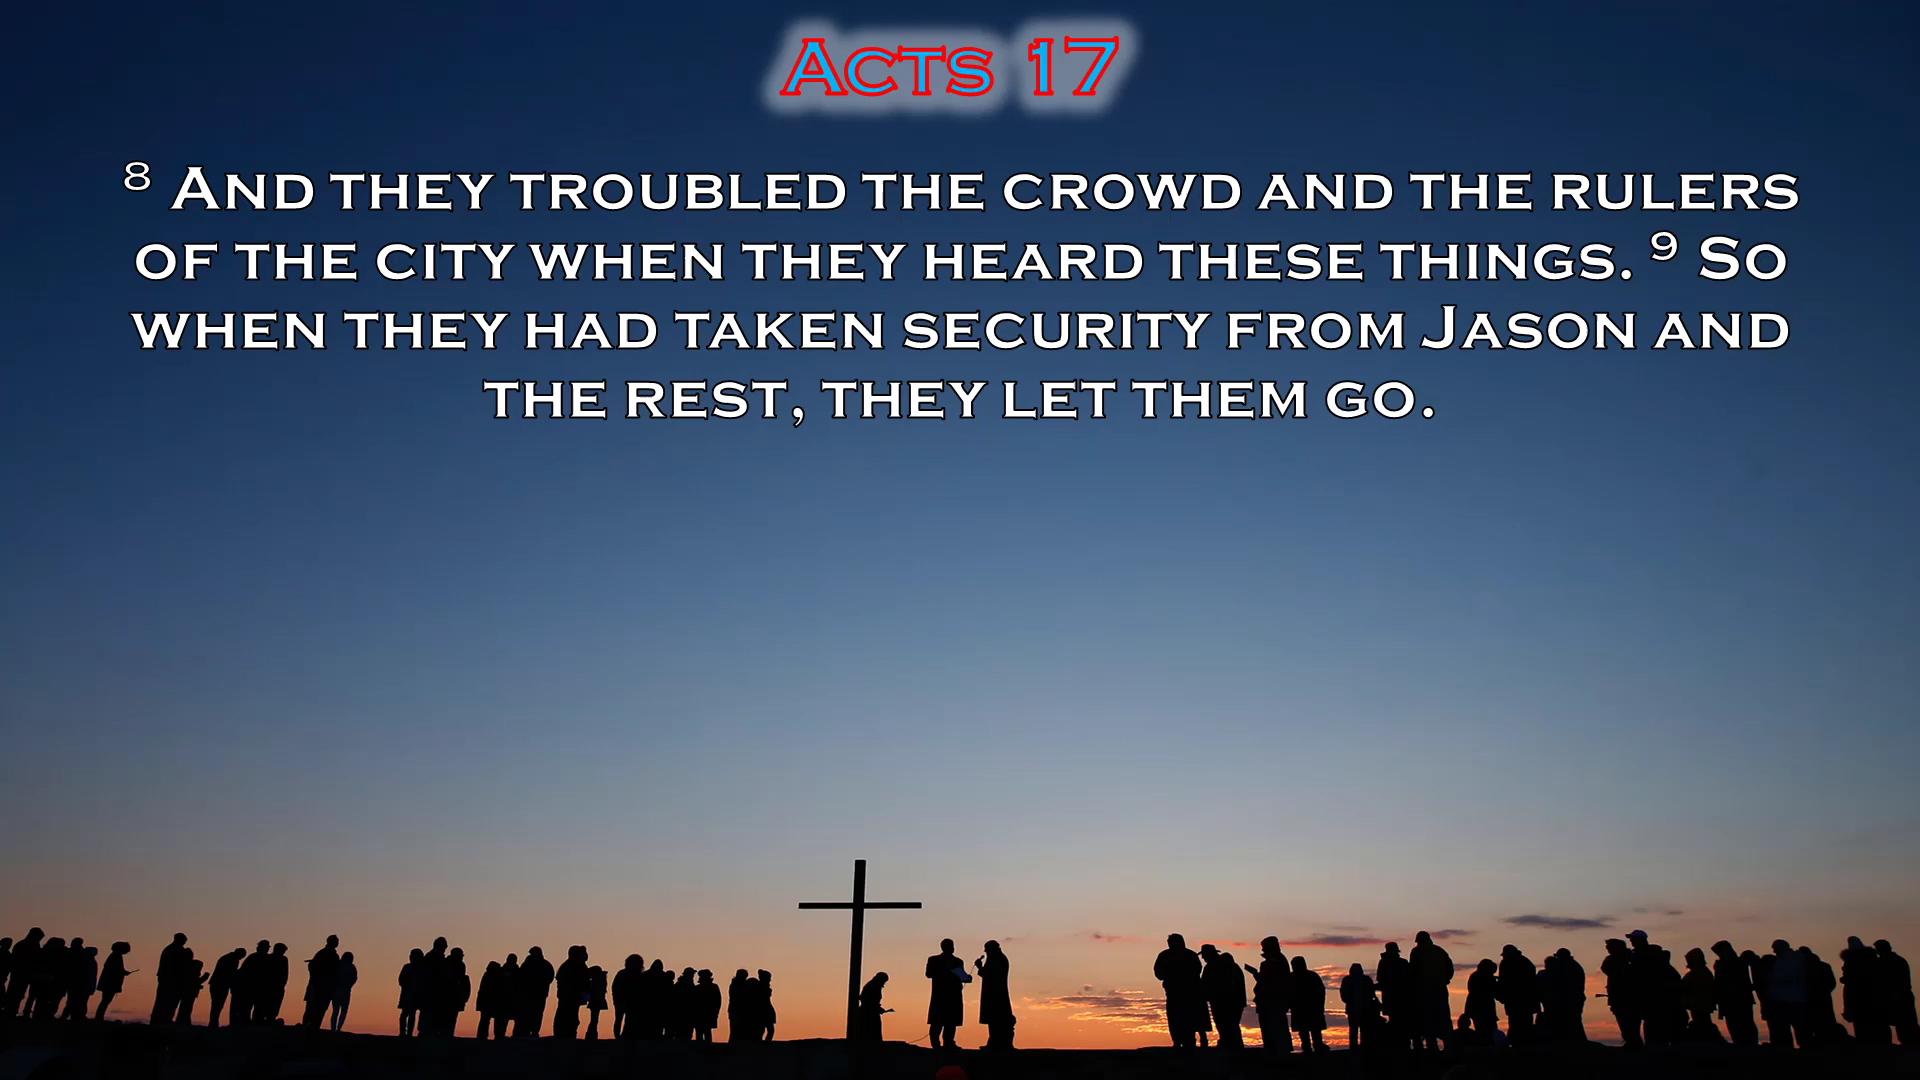 Acts 17
8 And they troubled the crowd and the rulers
of the city when they heard these things. 9 So
when they had taken security from Jason and
the rest, they let them go.